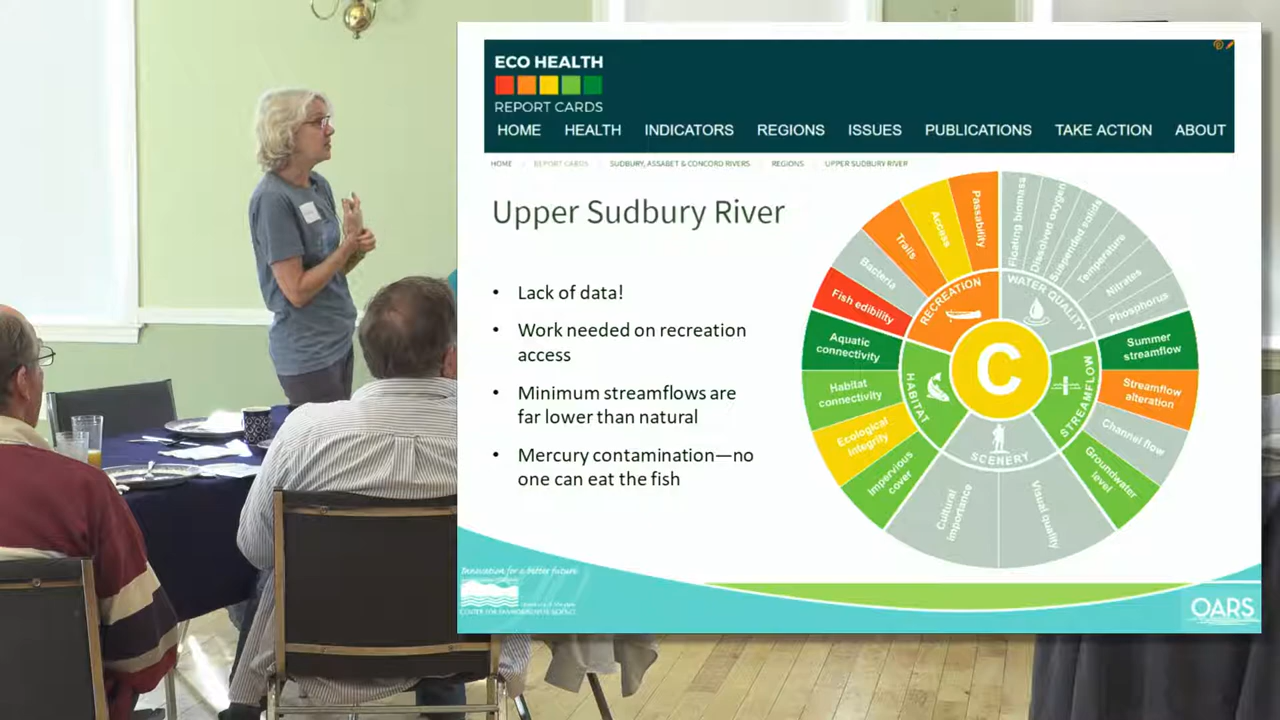 ECO HEALTH
REPORT CARDS
HOME HEALTH INDICATORS REGIONS ISSUES PUBLICATIONS TAKE ACTION ABOUT
HOME REPORT CARDS SUDBURY, ASSABET & CONCORD RIVERS REGIONS UPPER SUDBURY RIVER
Upper Sudbury River
• Lack of data!
• Work needed on recreation
access
• Minimum streamflows are
far lower than natural
• Mercury contamination—no
one can eat the fish
C
RECREATION
WATER QUALITY
STREAMFLOW
SCENERY
HABITAT
Floating biomass
Dissolved oxygen
Suspended solids
Temperature
Nitrates
Phosphorus
Summer
streamflow
Streamflow
alteration
Channel flow
Groundwater
level
Visual quality
Cultural
importance
Impervious
cover
Ecological
Integrity
Habitat
connectivity
Aquatic
connectivity
Fish edibility
Bacteria
Trails
Access
Passability
Innovation for a better future
CENTER FOR ENVIRONMENTAL SCIENCE
OARS